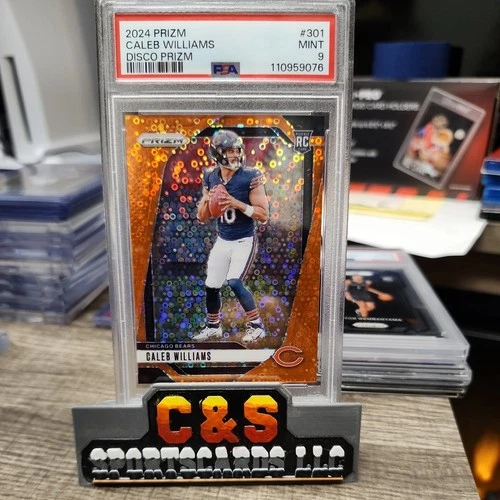 2024 PRIZM #301
CALEB WILLIAMS MINT
DISCO PRIZM PSA 9
110959076
PRIZM RC
CHICAGO BEARS
CALEB WILLIAMS
C&S
SPORTSCARDS LLC